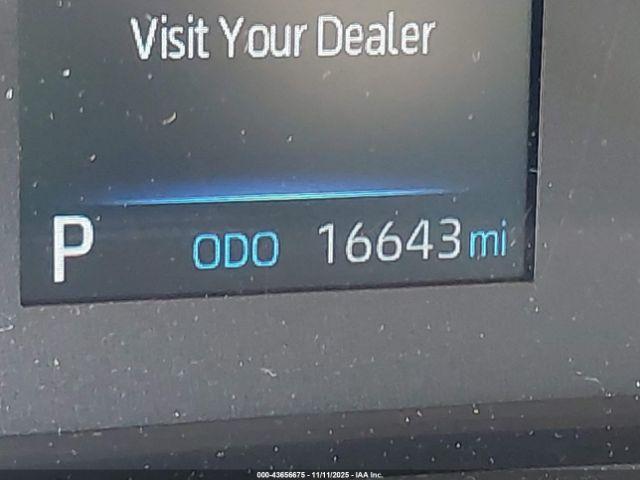 Visit Your Dealer
P ODO 16643 mi
000-43656675 - 11/11/2025 - IAA Inc.